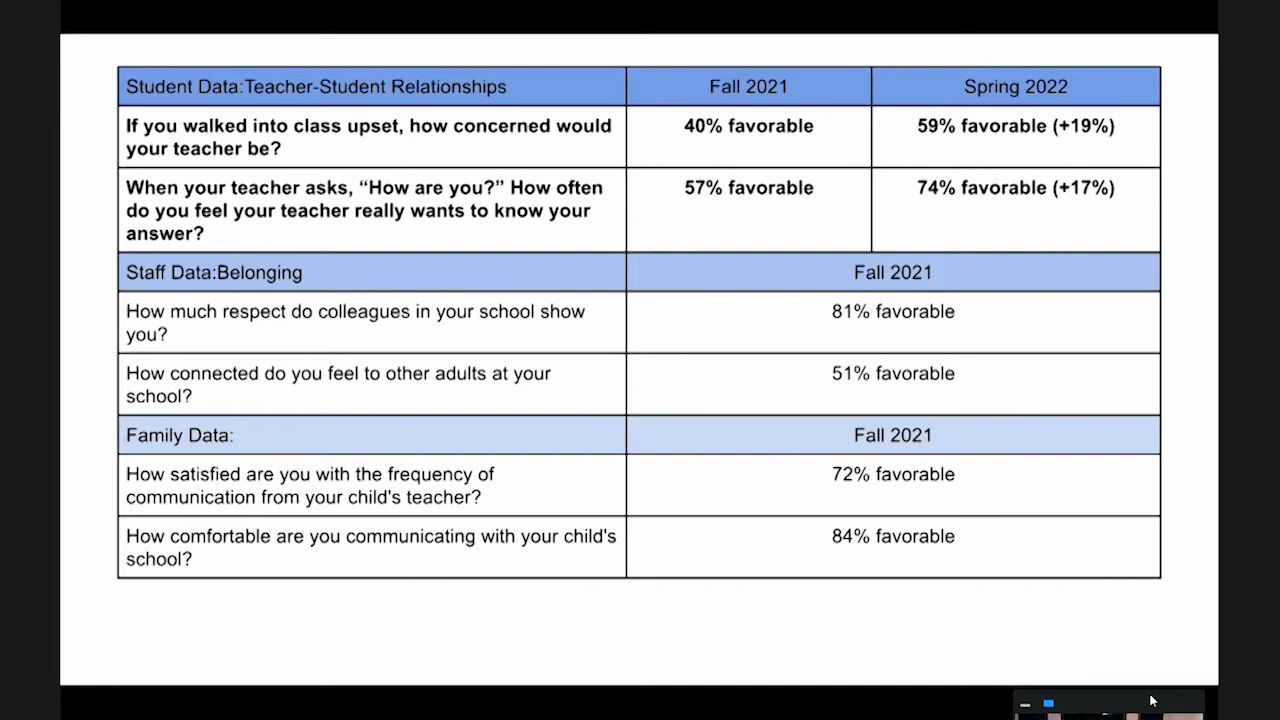 Student Data:Teacher-Student Relationships
Fall 2021
Spring 2022
If you walked into class upset, how concerned would
your teacher be?
40% favorable
59% favorable (+19%)
When your teacher asks, “How are you?” How often
do you feel your teacher really wants to know your
answer?
57% favorable
74% favorable (+17%)
Staff Data:Belonging
Fall 2021
How much respect do colleagues in your school show
you?
81% favorable
How connected do you feel to other adults at your
school?
51% favorable
Family Data:
Fall 2021
How satisfied are you with the frequency of
communication from your child's teacher?
72% favorable
How comfortable are you communicating with your child's
school?
84% favorable